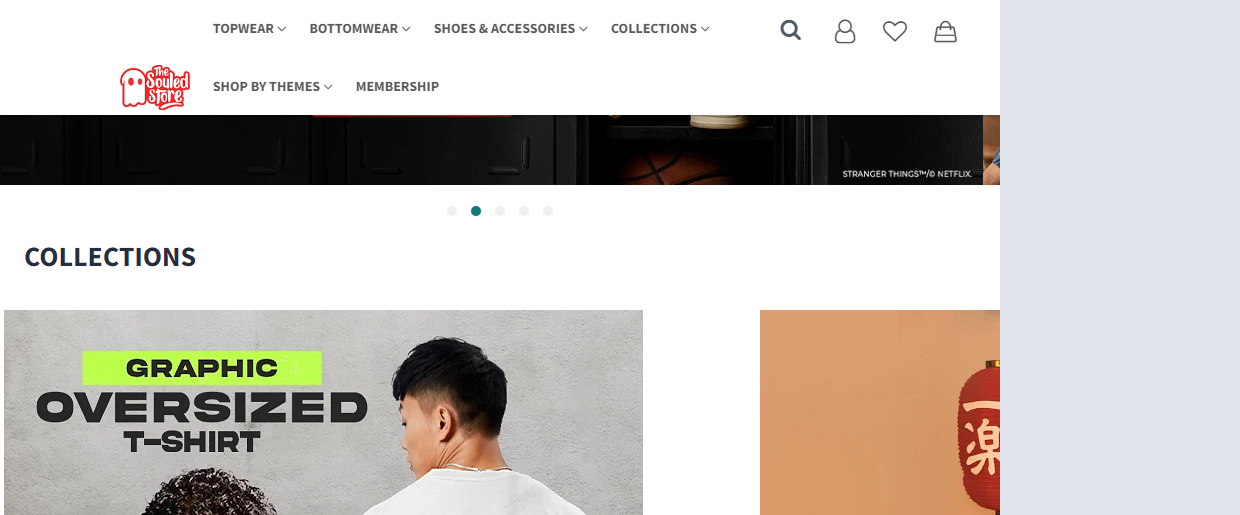 TOPWEAR
BOTTOMWEAR
SHOES & ACCESSORIES
COLLECTIONS
The
Souled
Store
SHOP BY THEMES
MEMBERSHIP
STRANGER THINGS™/© NETFLIX.
COLLECTIONS
GRAPHIC
OVERSIZED
T-SHIRT
楽